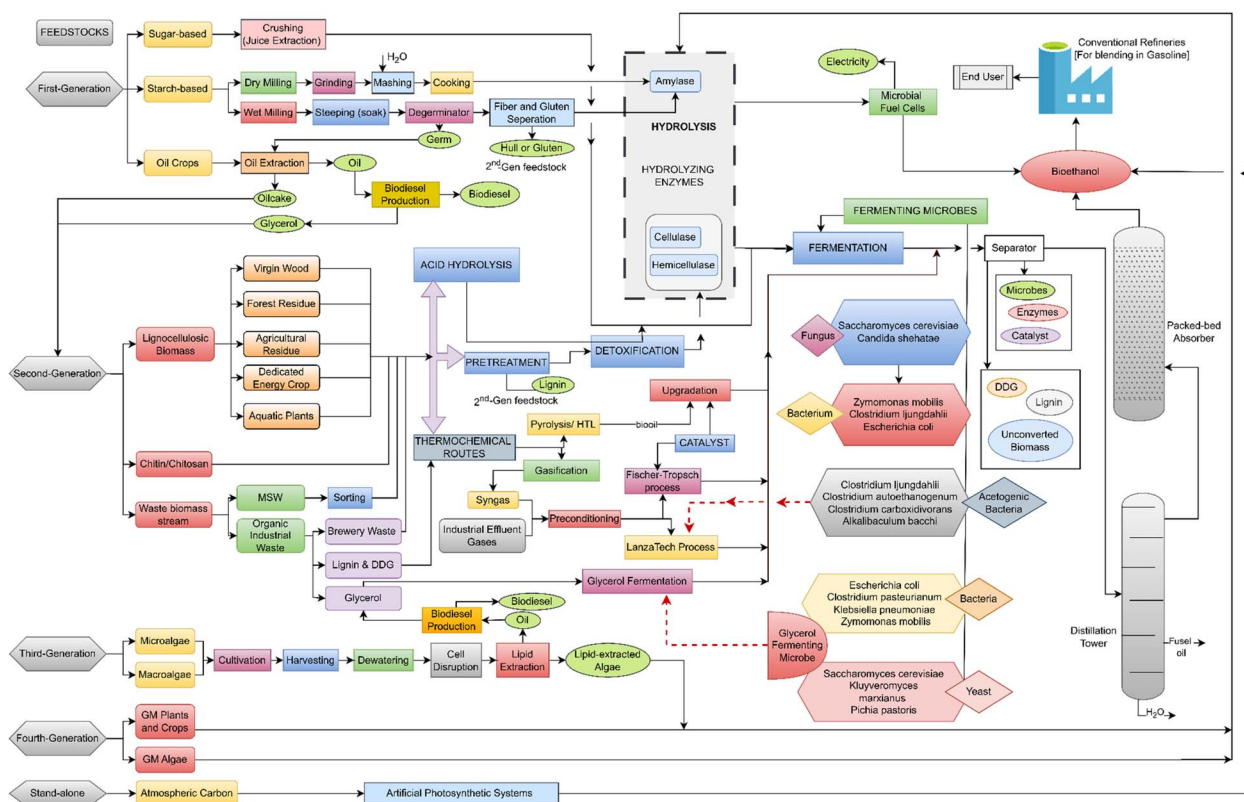 FEEDSTOCKS
First-Generation
Sugar-based
Crushing
(Juice Extraction)
H2O
Starch-based
Dry Milling
Grinding
Mashing
Cooking
Wet Milling
Steeping (soak)
Degerminator
Fiber and Gluten
Seperation
Germ
Hull or Gluten
2nd-Gen feedstock
Oil Crops
Oil Extraction
Oil
Oilcake
Biodiesel
Production
Biodiesel
Glycerol
Amylase
HYDROLYSIS
HYDROLYZING
ENZYMES
Cellulase
Hemicellulase
Electricity
Microbial
Fuel Cells
End User
Conventional Refineries
[For blending in Gasoline]
Bioethanol
FERMENTING MICROBES
FERMENTATION
Separator
Microbes
Enzymes
Catalyst
DDG
Lignin
Unconverted
Biomass
Packed-bed
Absorber
Second-Generation
Lignocellulosic
Biomass
Virgin Wood
Forest Residue
Agricultural
Residue
Dedicated
Energy Crop
Aquatic Plants
Chitin/Chitosan
Waste biomass
stream
MSW
Sorting
Organic
Industrial
Waste
Brewery Waste
Lignin & DDG
Glycerol
ACID HYDROLYSIS
PRETREATMENT
DETOXIFICATION
Lignin
2nd-Gen feedstock
THERMOCHEMICAL
ROUTES
Pyrolysis/ HTL
biooil
Upgradation
Gasification
CATALYST
Syngas
Fischer-Tropsch
process
Industrial Effluent
Gases
Preconditioning
LanzaTech Process
Glycerol Fermentation
Fungus
Saccharomyces cerevisiae
Candida shehatae
Bacterium
Zymomonas mobilis
Clostridium ljungdahlii
Escherichia coli
Clostridium ljungdahlii
Clostridium autoethanogenum
Clostridium carboxidivorans
Alkalibaculum bacchi
Acetogenic
Bacteria
Escherichia coli
Clostridium pasteurianum
Klebsiella pneumoniae
Zymomonas mobilis
Bacteria
Glycerol
Fermenting
Microbe
Saccharomyces cerevisiae
Kluyveromyces
marxianus
Pichia pastoris
Yeast
Distillation
Tower
Fusel
oil
H2O
Third-Generation
Microalgae
Macroalgae
Cultivation
Harvesting
Dewatering
Cell
Disruption
Lipid
Extraction
Lipid-extracted
Algae
Biodiesel
Production
Biodiesel
Oil
Fourth-Generation
GM Plants
and Crops
GM Algae
Stand-alone
Atmospheric Carbon
Artificial Photosynthetic Systems